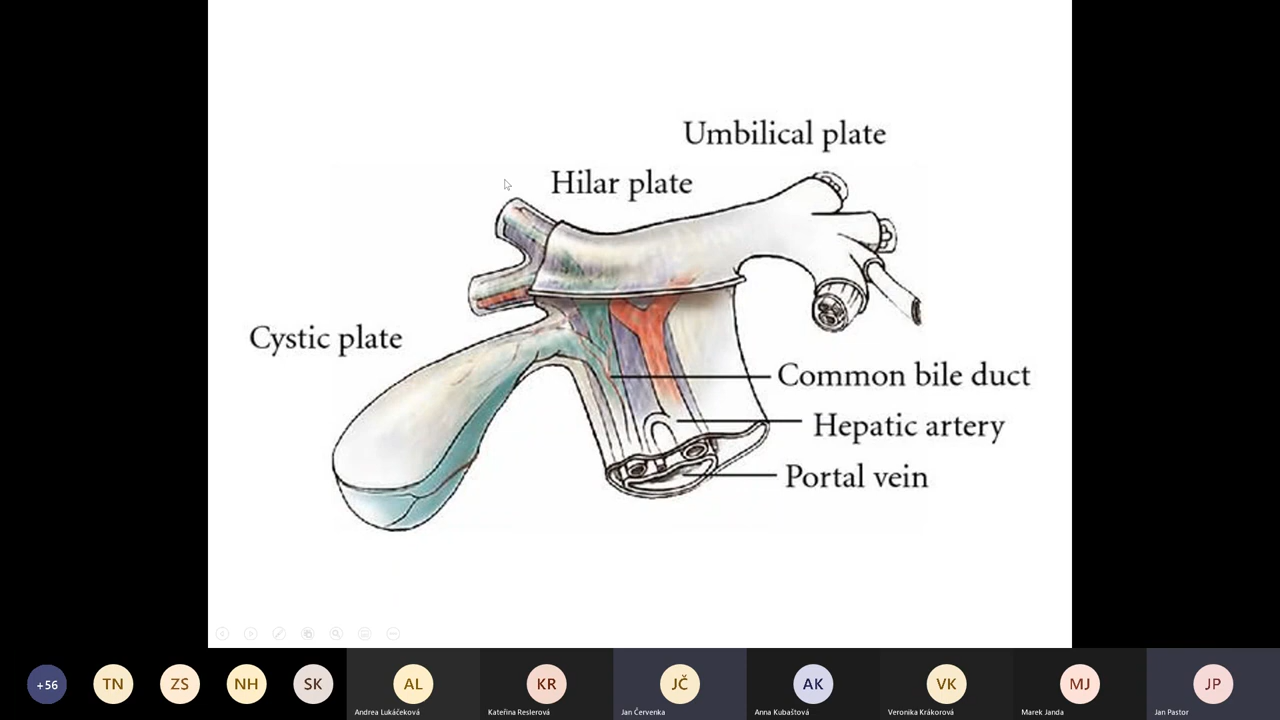 Umbilical plate
Hilar plate
Cystic plate
Common bile duct
Hepatic artery
Portal vein
+56
TN
ZS
NH
SK
AL
KR
JČ
AK
VK
MJ
JP
Andrea Lukáčeková
Kateřina Reslerová
Jan Červenka
Anna Kubaštová
Veronika Krákorová
Marek Janda
Jan Pastor